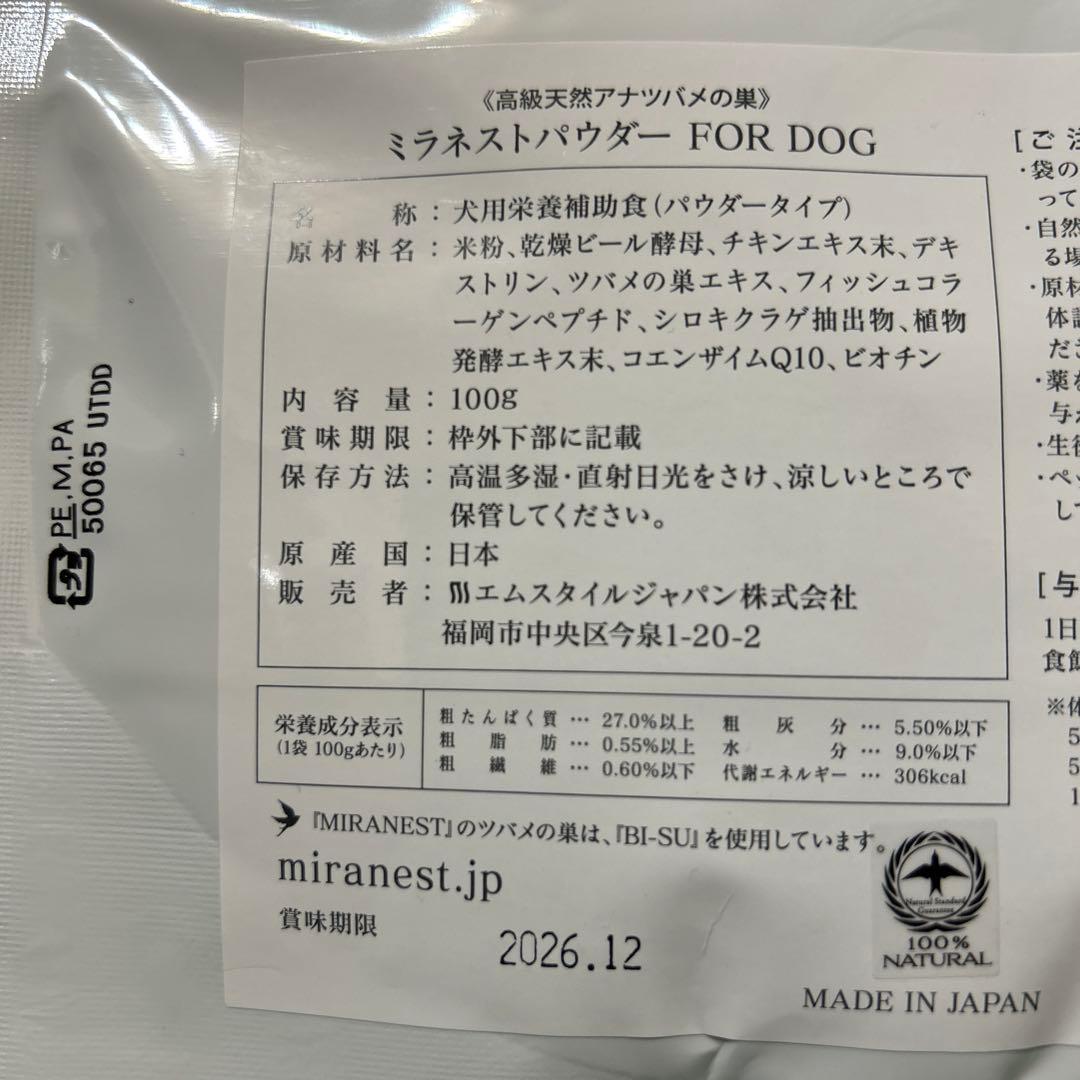 《高級天然アナツバメの巣》
ミラネストパウダー FOR DOG
名称：犬用栄養補助食(パウダータイプ)
原材料名：米粉、乾燥ビール酵母、チキンエキス末、デキ
ストリン、ツバメの巣エキス、フィッシュコラ
ーゲンペプチド、シロキクラゲ抽出物、植物
発酵エキス末、コエンザイムQ10、ビオチン
内容量：100g
賞味期限：枠外下部に記載
保存方法：高温多湿・直射日光をさけ、涼しいところで
保管してください。
原産国：日本
販売者：エムスタイルジャパン株式会社
福岡市中央区今泉1-20-2
栄養成分表示
(1袋 100gあたり)
粗たんぱく質 … 27.0%以上 粗灰分 … 5.50%以下
粗脂肪 … 0.55%以上 水分 … 9.0%以下
粗繊維 … 0.60%以下 代謝エネルギー … 306kcal
『MIRANEST』のツバメの巣は、『BI-SU』を使用しています。
miranest.jp
賞味期限
2026.12
Natural Standard
Guarantee
100%
NATURAL
MADE IN JAPAN
PE.M,PA
50065 UTDD
[ご注
・袋の
って
・自然
る場
・原材
体調
ださ
・薬を
与え
・生後
・ペッ
して
[与
1日
食飲
※体
5
5
1